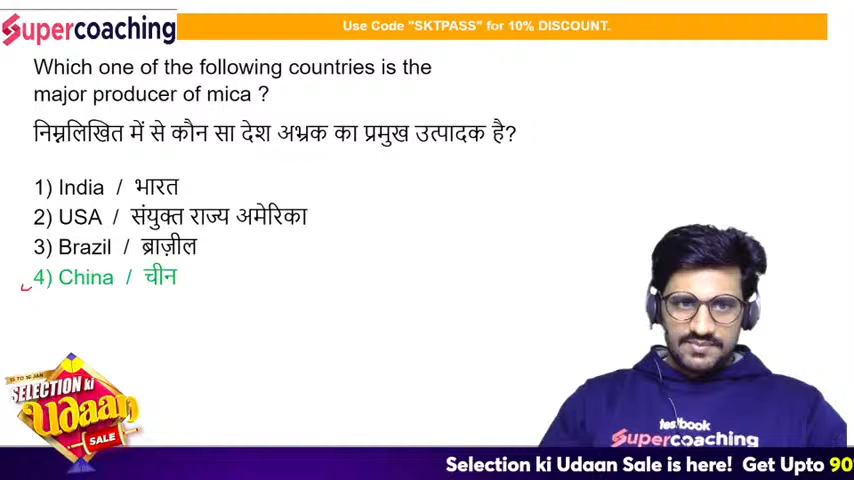 Supercoaching
Use Code "SKTPASS" for 10% DISCOUNT.
Which one of the following countries is the
major producer of mica ?
निम्नलिखित में से कौन सा देश अभ्रक का प्रमुख उत्पादक है?
1) India / भारत
2) USA / संयुक्त राज्य अमेरिका
3) Brazil / ब्राज़ील
4) China / चीन
SELECTION ki
Udaan
SALE
testbook
Supercoaching
Selection ki Udaan Sale is here! Get Upto 90